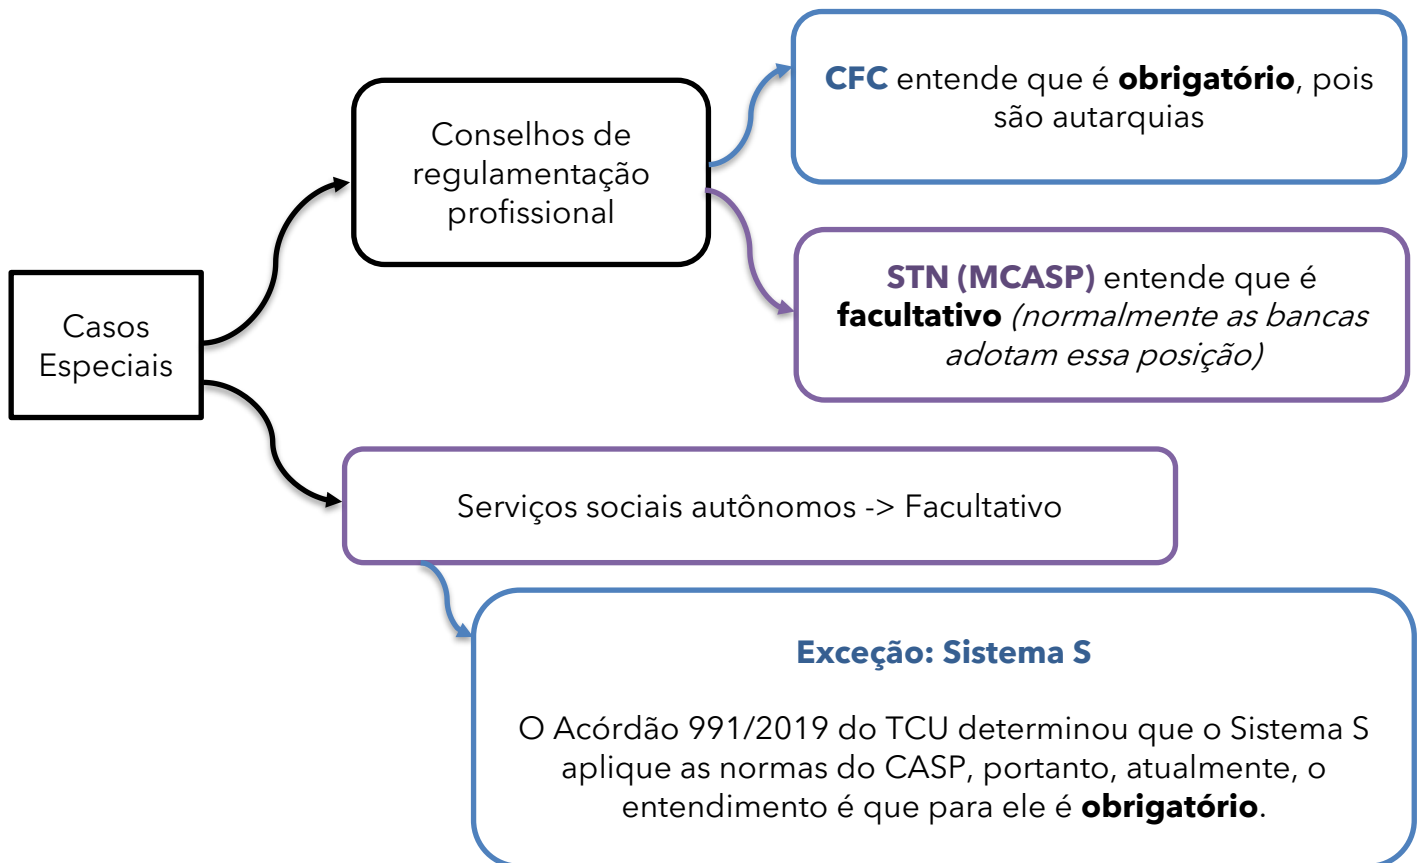 CFC entende que é obrigatório, pois
são autarquias
Conselhos de
regulamentação
profissional
STN (MCASP) entende que é
facultativo (normalmente as bancas
adotam essa posição)
Casos
Especiais
Serviços sociais autônomos -> Facultativo
Exceção: Sistema S
O Acórdão 991/2019 do TCU determinou que o Sistema S
aplique as normas do CASP, portanto, atualmente, o
entendimento é que para ele é obrigatório.